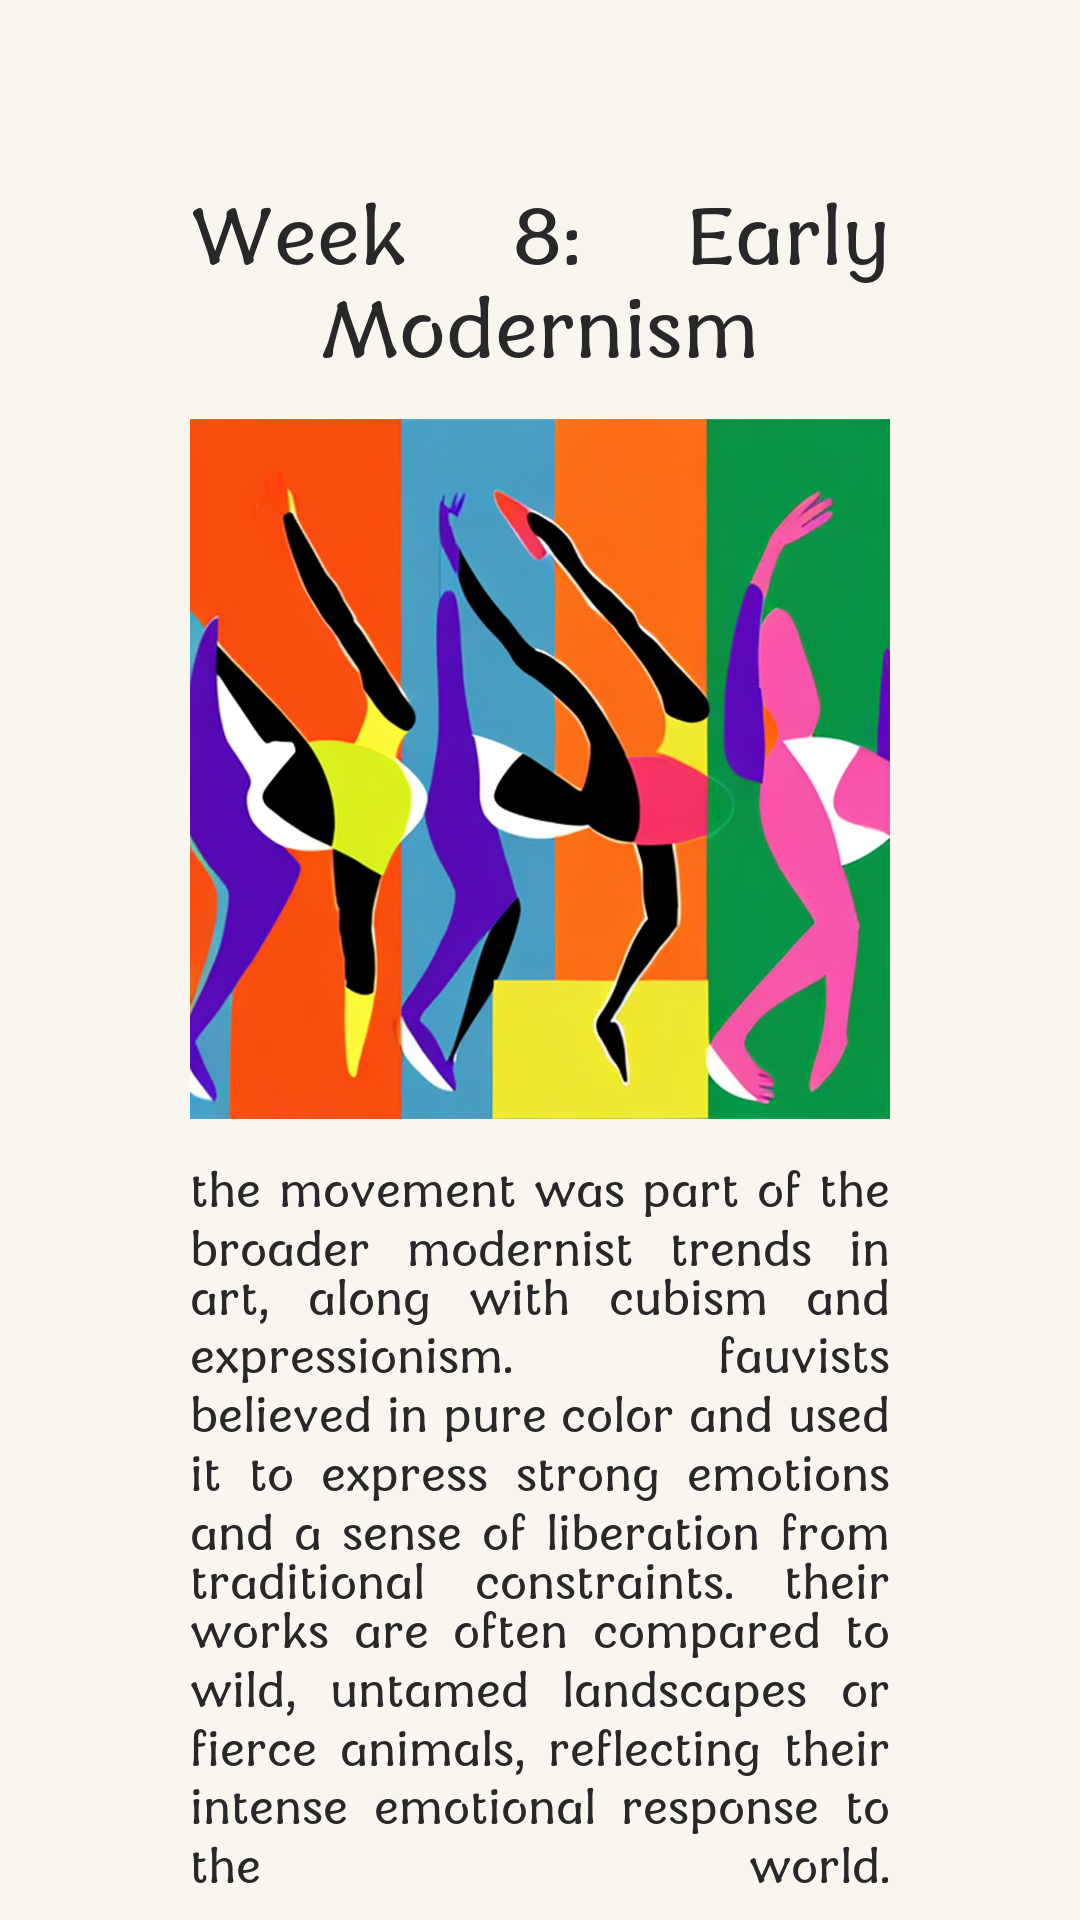 Week 8: Early
Modernism
the movement was part of the
broader modernist trends in
art, along with cubism and
expressionism. fauvists
believed in pure color and used
it to express strong emotions
and a sense of liberation from
traditional constraints. their
works are often compared to
wild, untamed landscapes or
fierce animals, reflecting their
intense emotional response to
the world.